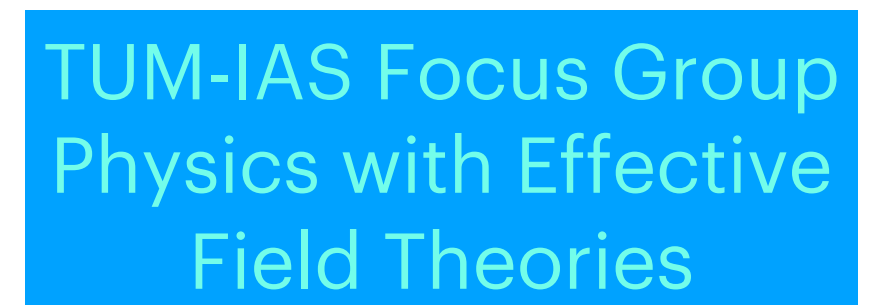 TUM-IAS Focus Group
Physics with Effective
Field Theories